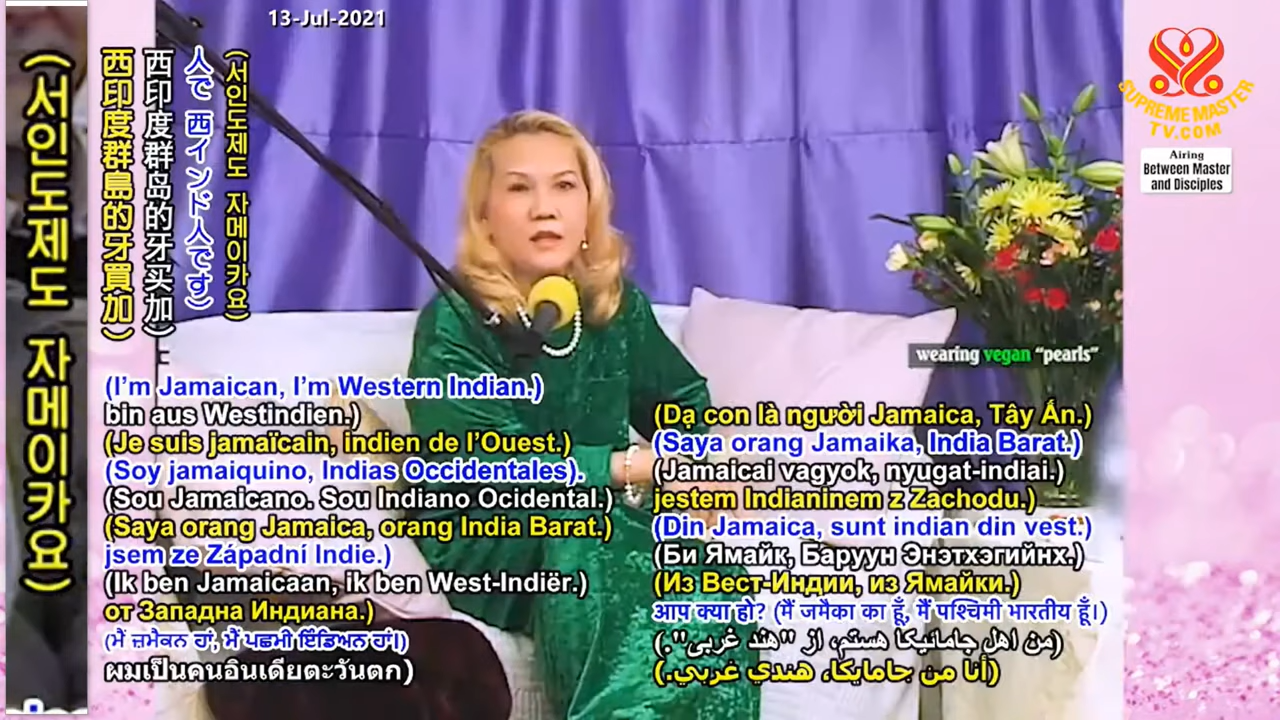 13-Jul-2021
(서인도제도 자메이카요)
(서인도제도 자메이카요)
人で 西インド人です)
西印度群岛的牙买加)
西印度群島的牙買加)
SUPREME MASTER
TV.COM
Airing
Between Master
and Disciples
wearing vegan “pearls”
(I’m Jamaican, I’m Western Indian.)
bin aus Westindien.)
(Je suis jamaïcain, indien de l’Ouest.)
(Soy jamaiquino, Indias Occidentales).
(Sou Jamaicano. Sou Indiano Ocidental.)
(Saya orang Jamaica, orang India Barat.)
jsem ze Západní Indie.)
(Ik ben Jamaicaan, ik ben West-Indiër.)
от Западна Индиана.)
(ਮੈਂ ਜ਼ਮੈਕਨ ਹਾਂ, ਮੈਂ ਪਛਮੀ ਇੰਡਿਅਨ ਹਾਂ।)
ผมเป็นคนอินเดียตะวันตก)
(Dạ con là người Jamaica, Tây Ấn.)
(Saya orang Jamaika, India Barat.)
(Jamaicai vagyok, nyugat-indiai.)
jestem Indianinem z Zachodu.)
(Din Jamaica, sunt indian din vest.)
(Би Ямайк, Баруун Энэтхэгийнх.)
(Из Вест-Индии, из Ямайки.)
आप क्या हो? (मैं जमैका का हूँ, मैं पश्चिमी भारतीय हूँ।)
(من اهل جامائیکا هستم، از "هند غربی".)
(أنا من جامايكا، هندي غربي.)